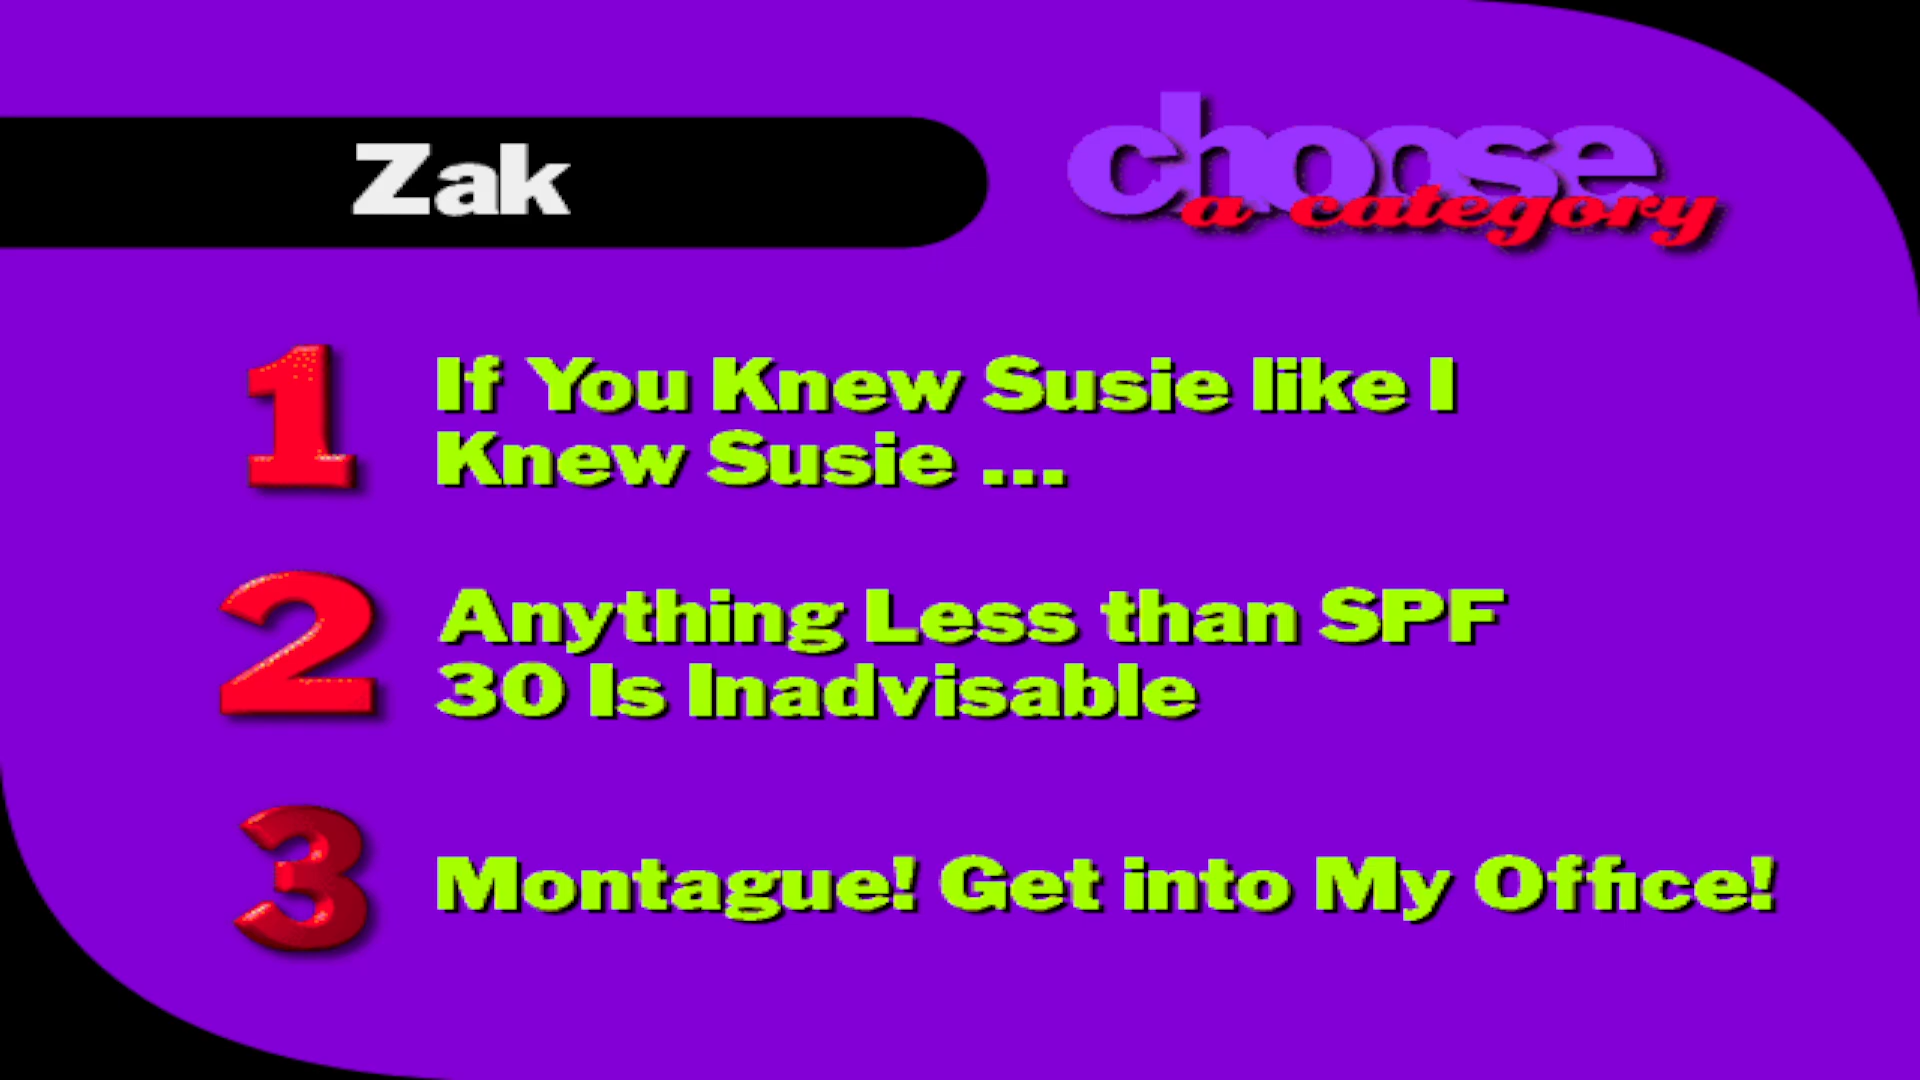 Zak
choose
a category
1
If You Knew Susie like I
Knew Susie ...
2
Anything Less than SPF
30 Is Inadvisable
3
Montague! Get into My Office!